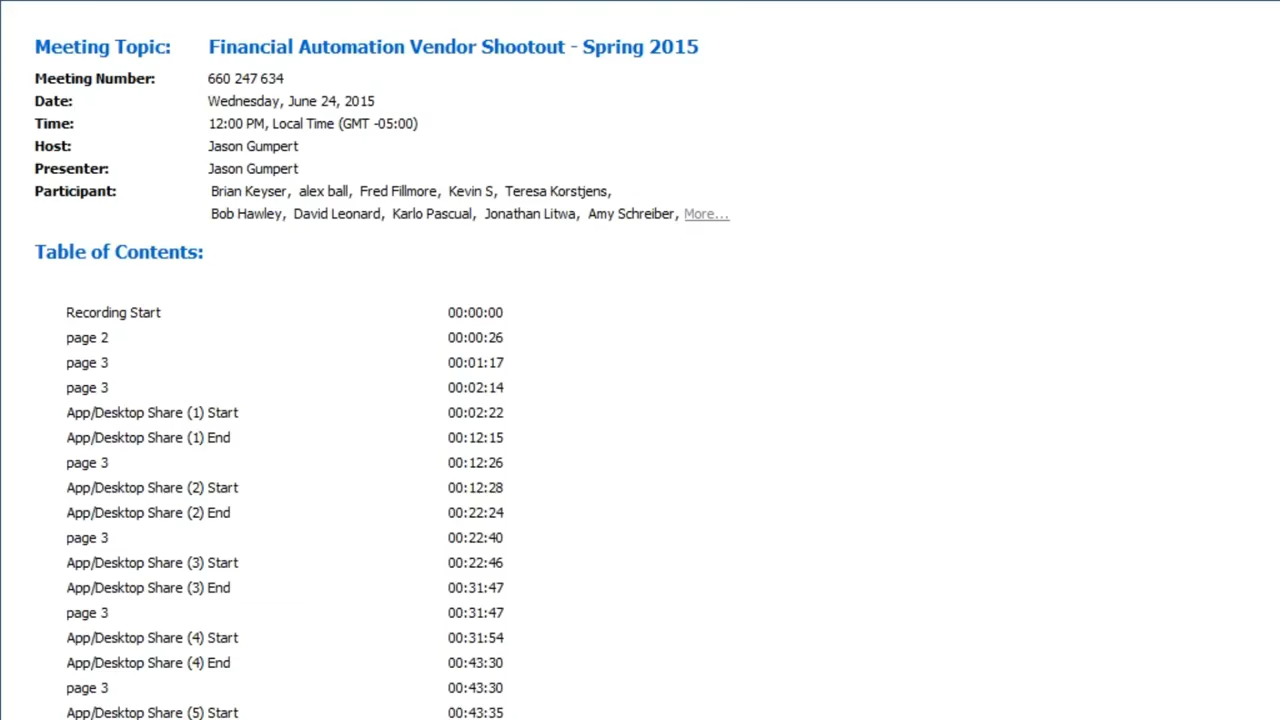 Meeting Topic: Financial Automation Vendor Shootout - Spring 2015
Meeting Number: 660 247 634
Date: Wednesday, June 24, 2015
Time: 12:00 PM, Local Time (GMT -05:00)
Host: Jason Gumpert
Presenter: Jason Gumpert
Participant: Brian Keyser, alex ball, Fred Fillmore, Kevin S, Teresa Korstjens,
Bob Hawley, David Leonard, Karlo Pascual, Jonathan Litwa, Amy Schreiber, More...
Table of Contents:
Recording Start 00:00:00
page 2 00:00:26
page 3 00:01:17
page 3 00:02:14
App/Desktop Share (1) Start 00:02:22
App/Desktop Share (1) End 00:12:15
page 3 00:12:26
App/Desktop Share (2) Start 00:12:28
App/Desktop Share (2) End 00:22:24
page 3 00:22:40
App/Desktop Share (3) Start 00:22:46
App/Desktop Share (3) End 00:31:47
page 3 00:31:47
App/Desktop Share (4) Start 00:31:54
App/Desktop Share (4) End 00:43:30
page 3 00:43:30
App/Desktop Share (5) Start 00:43:35